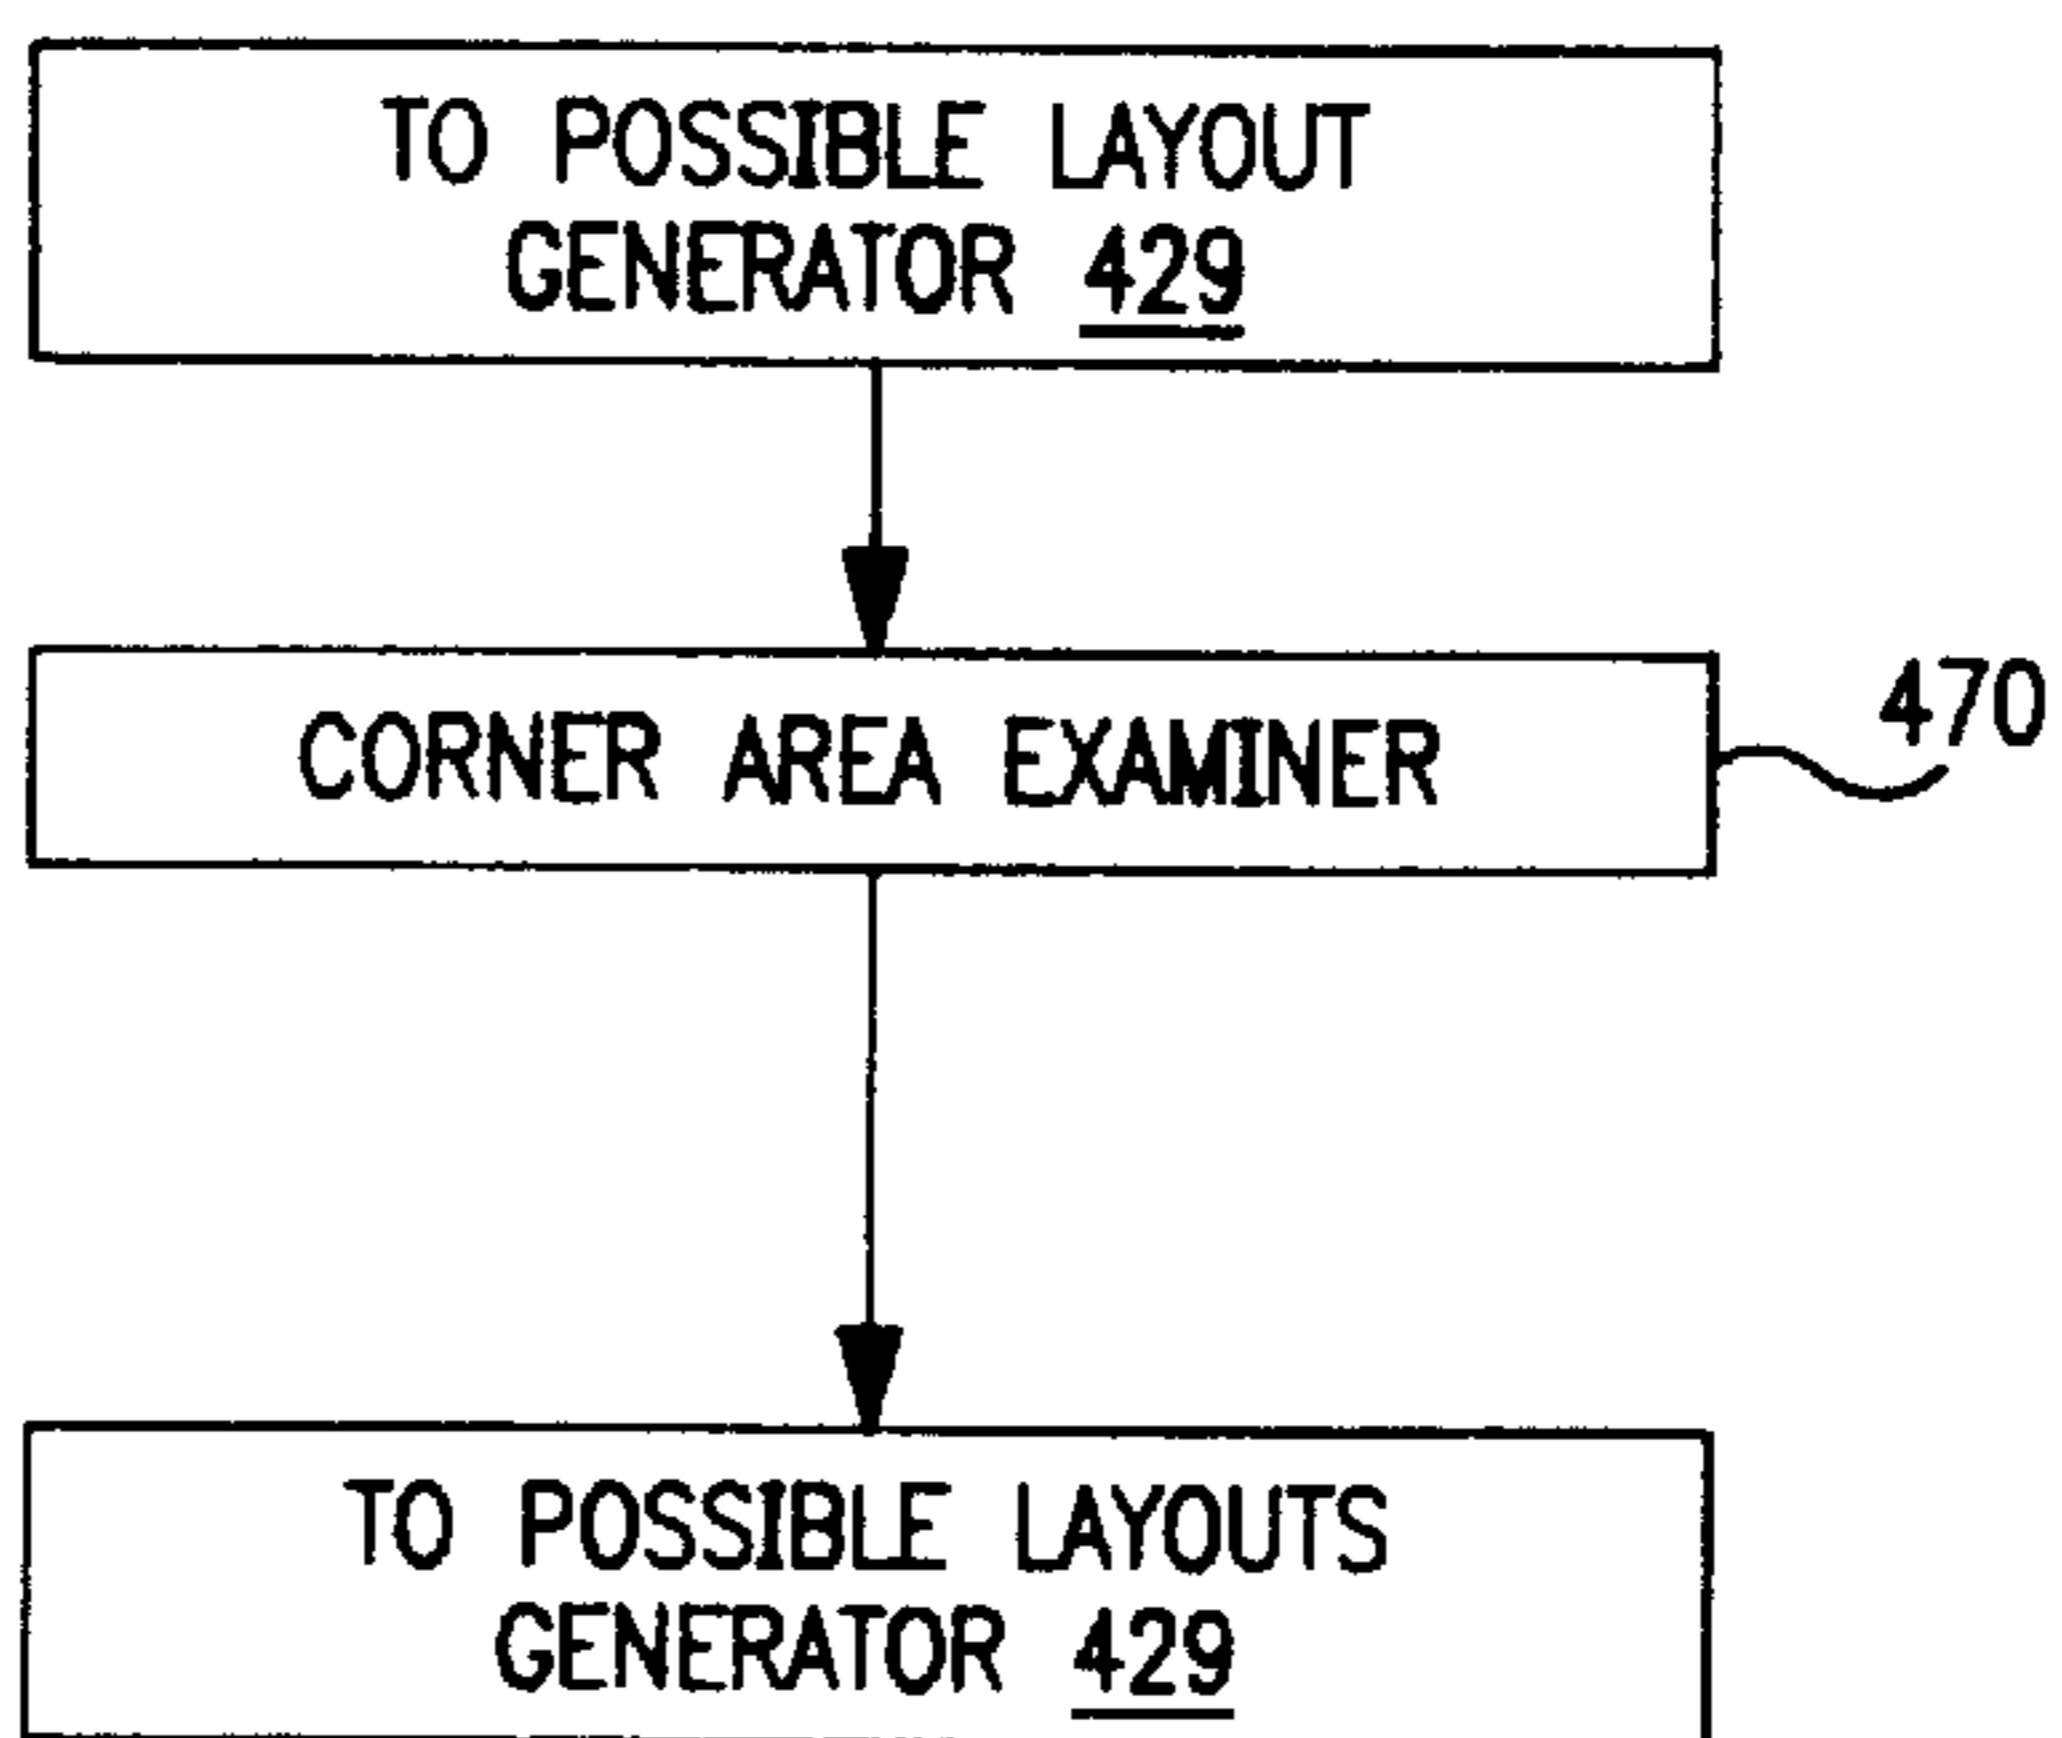 TO POSSIBLE LAYOUT
GENERATOR 429
CORNER AREA EXAMINER
470
TO POSSIBLE LAYOUTS
GENERATOR 429